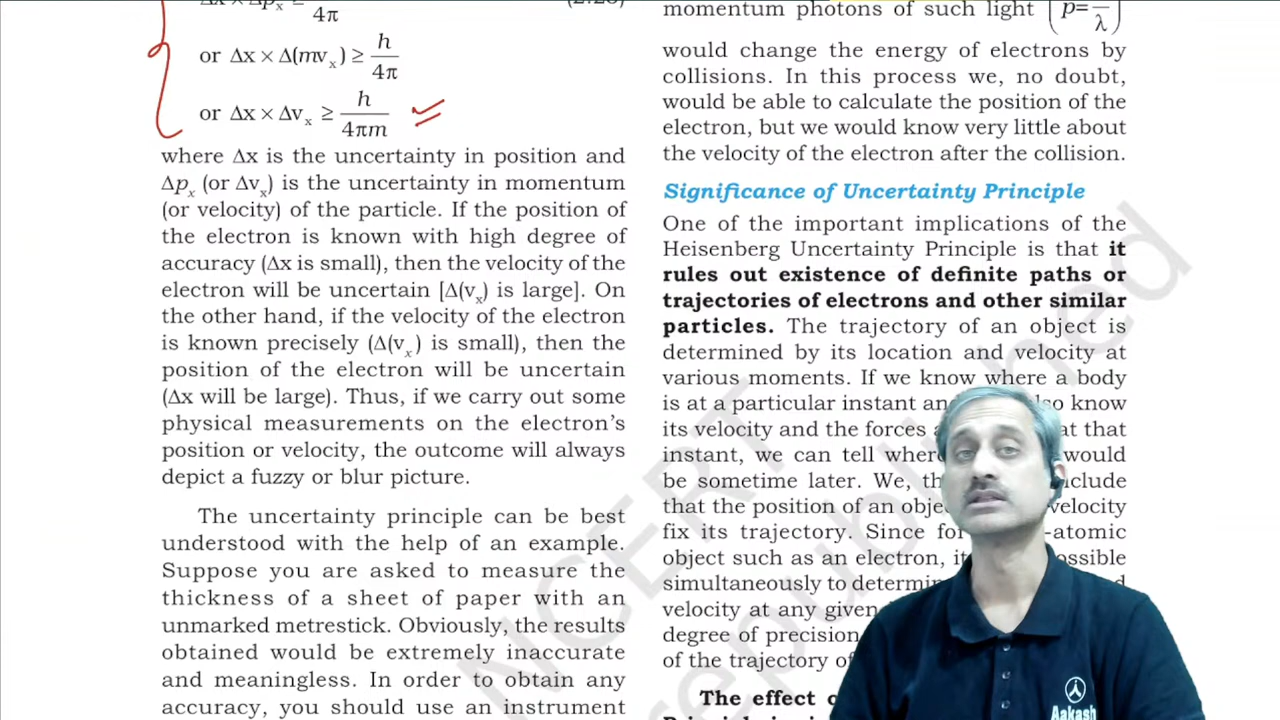 4π
or Δx × Δ(mvₓ) ≥ h/4π
or Δx × Δvₓ ≥ h/4πm
where Δx is the uncertainty in position and
Δpₓ (or Δvₓ) is the uncertainty in momentum
(or velocity) of the particle. If the position of
the electron is known with high degree of
accuracy (Δx is small), then the velocity of the
electron will be uncertain [Δ(vₓ) is large]. On
the other hand, if the velocity of the electron
is known precisely (Δ(vₓ) is small), then the
position of the electron will be uncertain
(Δx will be large). Thus, if we carry out some
physical measurements on the electron's
position or velocity, the outcome will always
depict a fuzzy or blur picture.
The uncertainty principle can be best
understood with the help of an example.
Suppose you are asked to measure the
thickness of a sheet of paper with an
unmarked metrestick. Obviously, the results
obtained would be extremely inaccurate
and meaningless. In order to obtain any
accuracy, you should use an instrument
momentum photons of such light (p= /λ)
would change the energy of electrons by
collisions. In this process we, no doubt,
would be able to calculate the position of the
electron, but we would know very little about
the velocity of the electron after the collision.
Significance of Uncertainty Principle
One of the important implications of the
Heisenberg Uncertainty Principle is that it
rules out existence of definite paths or
trajectories of electrons and other similar
particles. The trajectory of an object is
determined by its location and velocity at
various moments. If we know where a body
is at a particular instant and know
its velocity and the forces at that
instant, we can tell where would
be sometime later. We, conclude
that the position of an object velocity
fix its trajectory. Since for -atomic
object such as an electron,
simultaneously to
velocity at any given
degree of precision
of the trajectory of
The effect
NCERT
republished
Aakash